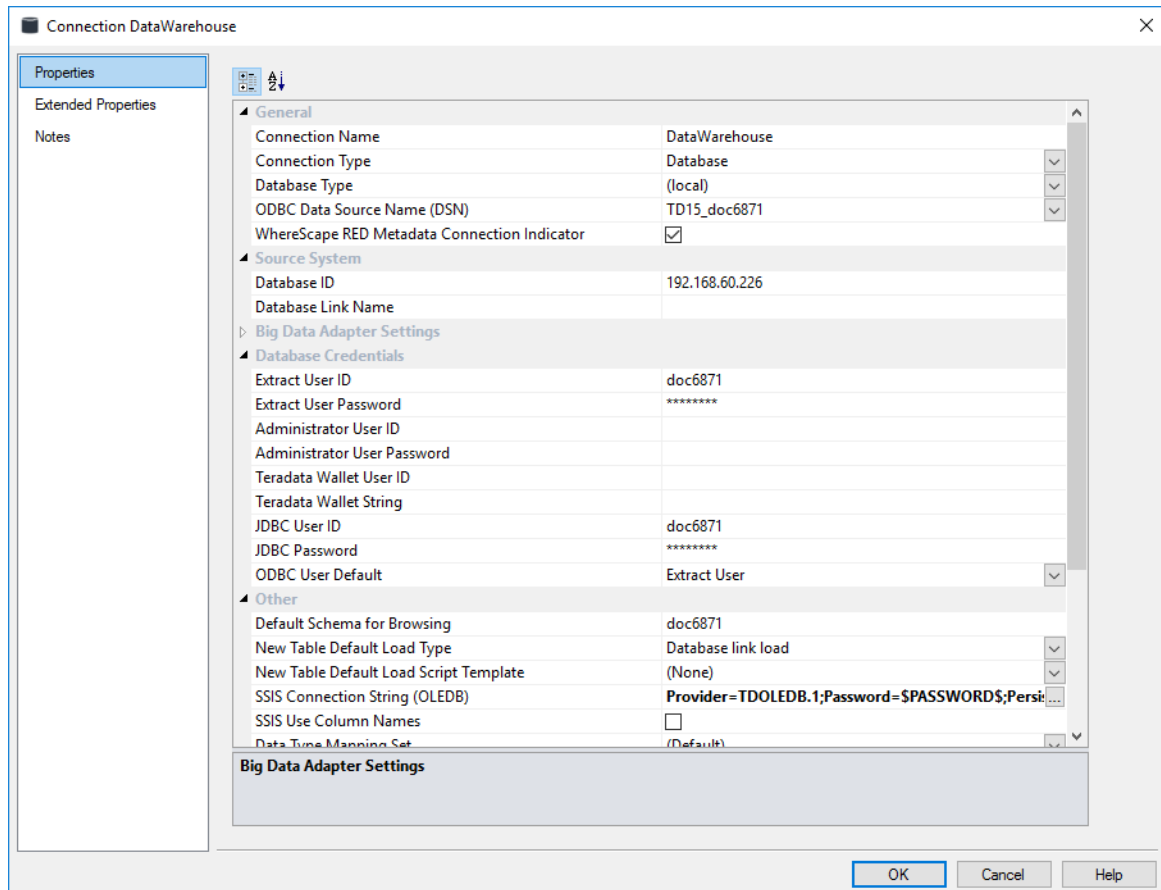 Connection DataWarehouse
Properties
Extended Properties
Notes
General
Connection Name DataWarehouse
Connection Type Database
Database Type (local)
ODBC Data Source Name (DSN) TD15_doc6871
WhereScape RED Metadata Connection Indicator
Source System
Database ID 192.168.60.226
Database Link Name
Big Data Adapter Settings
Database Credentials
Extract User ID doc6871
Extract User Password ********
Administrator User ID
Administrator User Password
Teradata Wallet User ID
Teradata Wallet String
JDBC User ID doc6871
JDBC Password ********
ODBC User Default Extract User
Other
Default Schema for Browsing doc6871
New Table Default Load Type Database link load
New Table Default Load Script Template (None)
SSIS Connection String (OLEDB) Provider=TDOLEDB.1;Password=$PASSWORD$;Persis...
SSIS Use Column Names
Data Type Mapping Set (Default)
Big Data Adapter Settings
OK Cancel Help